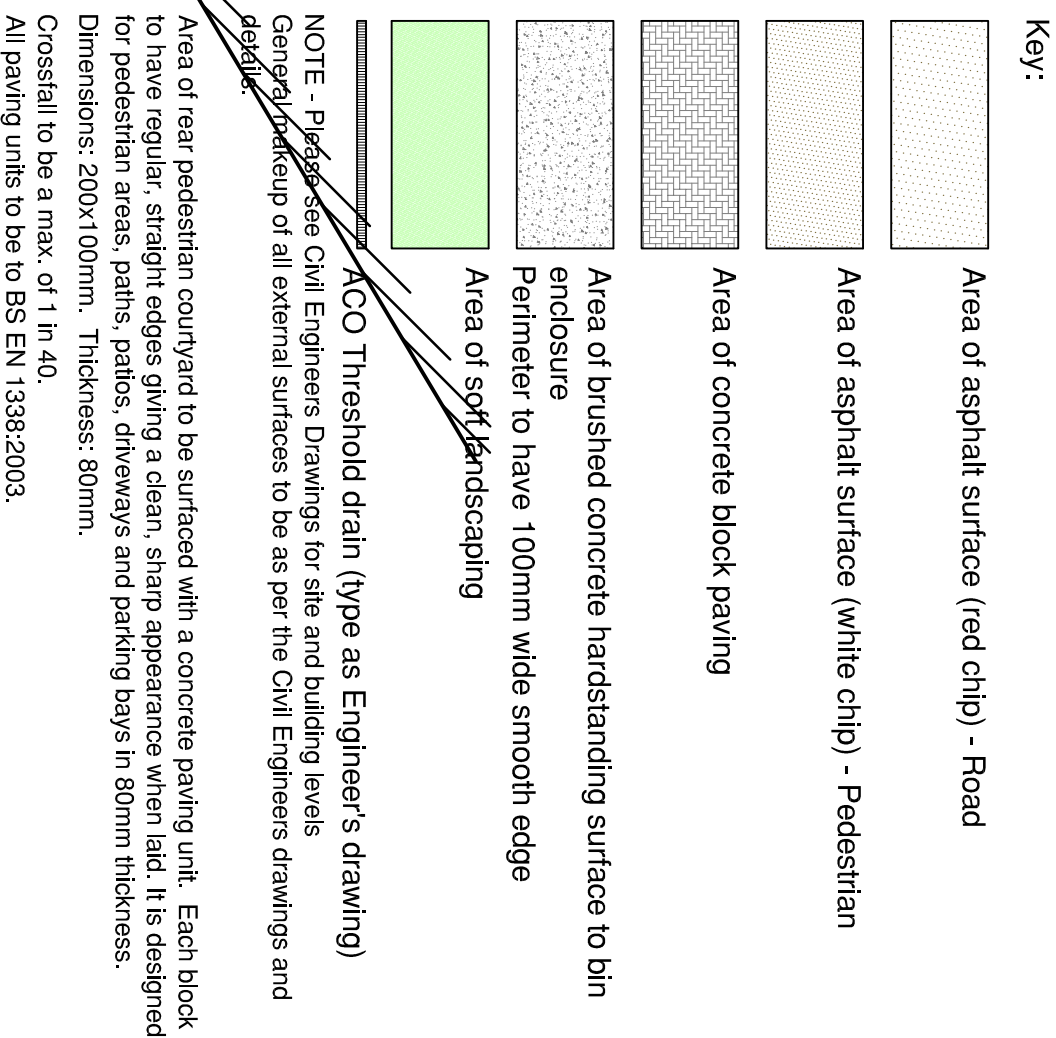 Key:
Area of asphalt surface (red chip) - Road
Area of asphalt surface (white chip) - Pedestrian
Area of concrete block paving
Area of brushed concrete hardstanding surface to bin
enclosure
Perimeter to have 100mm wide smooth edge
Area of soft landscaping
ACO Threshold drain (type as Engineer's drawing)
NOTE - Please see Civil Engineers Drawings for site and building levels
General makeup of all external surfaces to be as per the Civil Engineers drawings and
details.
Area of rear pedestrian courtyard to be surfaced with a concrete paving unit. Each block
to have regular, straight edges giving a clean, sharp appearance when laid. It is designed
for pedestrian areas, paths, patios, driveways and parking bays in 80mm thickness.
Dimensions: 200x100mm. Thickness: 80mm.
Crossfall to be a max. of 1 in 40.
All paving units to be to BS EN 1338:2003.